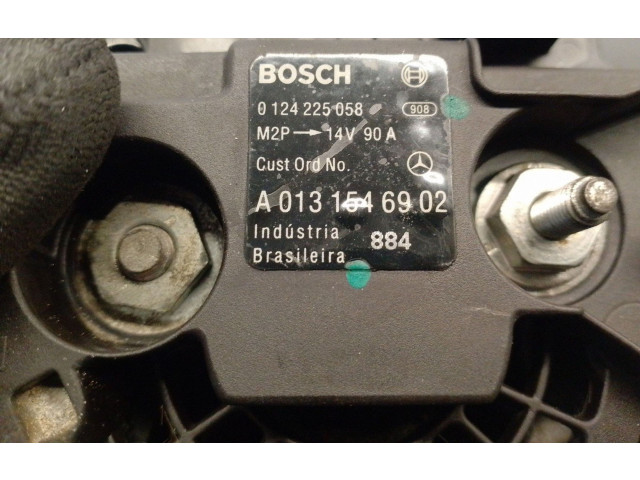 BOSCH
0 124 225 058 908
M2P → 14V 90 A
Cust Ord No.
A 013 154 69 02
Indústria 884
Brasileira